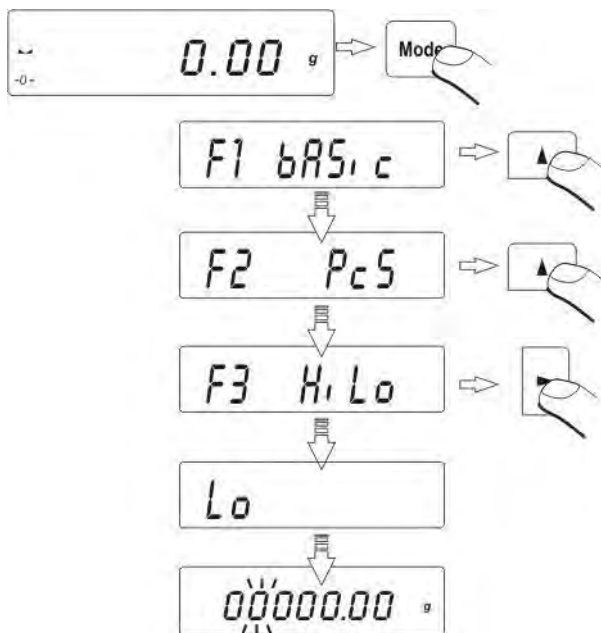 0.00 g Mode
-0-
F1 bASic
F2 PcS
F3 HiLo
Lo
00000.00 g